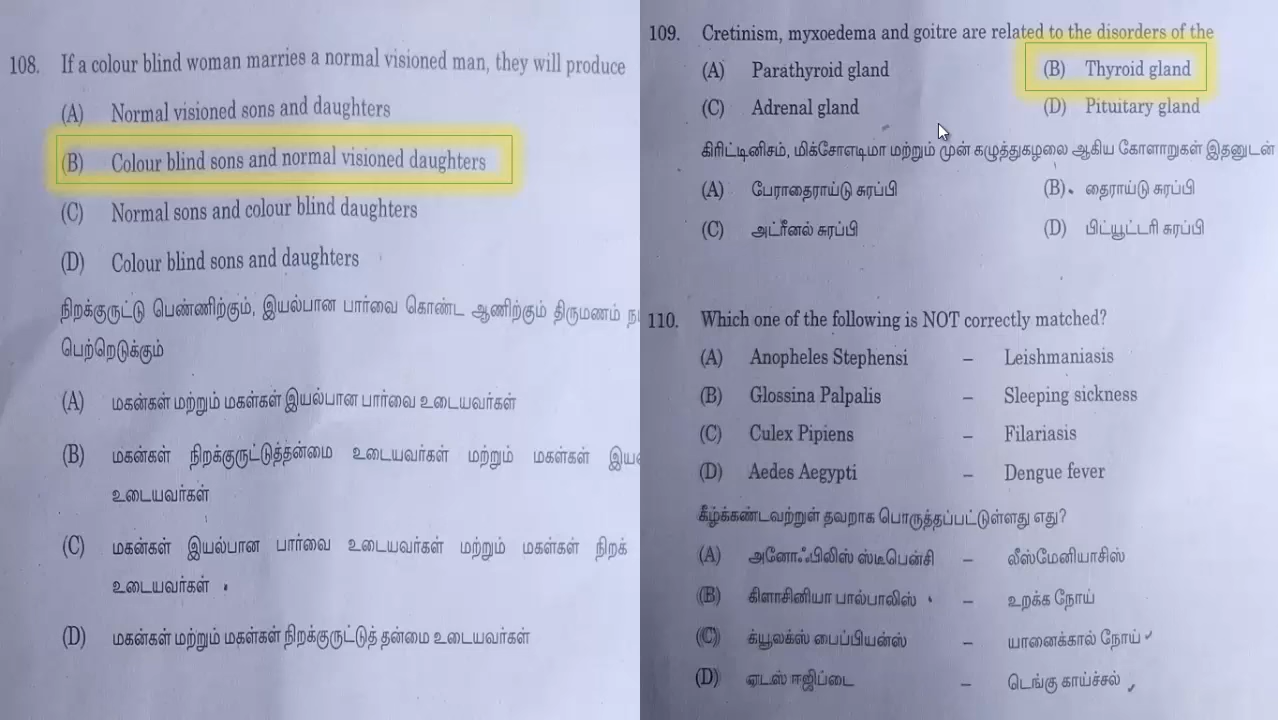 108. If a colour blind woman marries a normal visioned man, they will produce
(A) Normal visioned sons and daughters
(B) Colour blind sons and normal visioned daughters
(C) Normal sons and colour blind daughters
(D) Colour blind sons and daughters
நிறக்குருட்டு பெண்ணிற்கும், இயல்பான பார்வை கொண்ட ஆணிற்கும் திருமணம்
பெற்றெடுக்கும்
(A) மகன்கள் மற்றும் மகள்கள் இயல்பான பார்வை உடையவர்கள்
(B) மகன்கள் நிறக்குருட்டுத்தன்மை உடையவர்கள் மற்றும் மகள்கள்
உடையவர்கள்
(C) மகன்கள் இயல்பான பார்வை உடையவர்கள் மற்றும் மகள்கள் நிறக்
உடையவர்கள்
(D) மகன்கள் மற்றும் மகள்கள் நிறக்குருட்டுத் தன்மை உடையவர்கள்
109. Cretinism, myxoedema and goitre are related to the disorders of the
(A) Parathyroid gland (B) Thyroid gland
(C) Adrenal gland (D) Pituitary gland
கிரிட்டினிசம், மிக்சோஎடிமா மற்றும் முன் கழுத்துகழலை ஆகிய கோளாறுகள் இதனுடன்
(A) பேராதைராய்டு சுரப்பி (B) தைராய்டு சுரப்பி
(C) அட்ரீனல் சுரப்பி (D) பிட்யூட்டரி சுரப்பி
110. Which one of the following is NOT correctly matched?
(A) Anopheles Stephensi – Leishmaniasis
(B) Glossina Palpalis – Sleeping sickness
(C) Culex Pipiens – Filariasis
(D) Aedes Aegypti – Dengue fever
கீழ்க்கண்டவற்றுள் தவறாக பொருத்தப்பட்டுள்ளது எது?
(A) அனோஃபிலிஸ் ஸ்டீபென்சி – லீஸ்மேனியாசிஸ்
(B) கிளாசினியா பால்பாலிஸ் – உறக்க நோய்
(C) க்யூலக்ஸ் பைப்பியன்ஸ் – யானைக்கால் நோய்
(D) ஏடஸ் ஈஜிப்டை – டெங்கு காய்ச்சல்